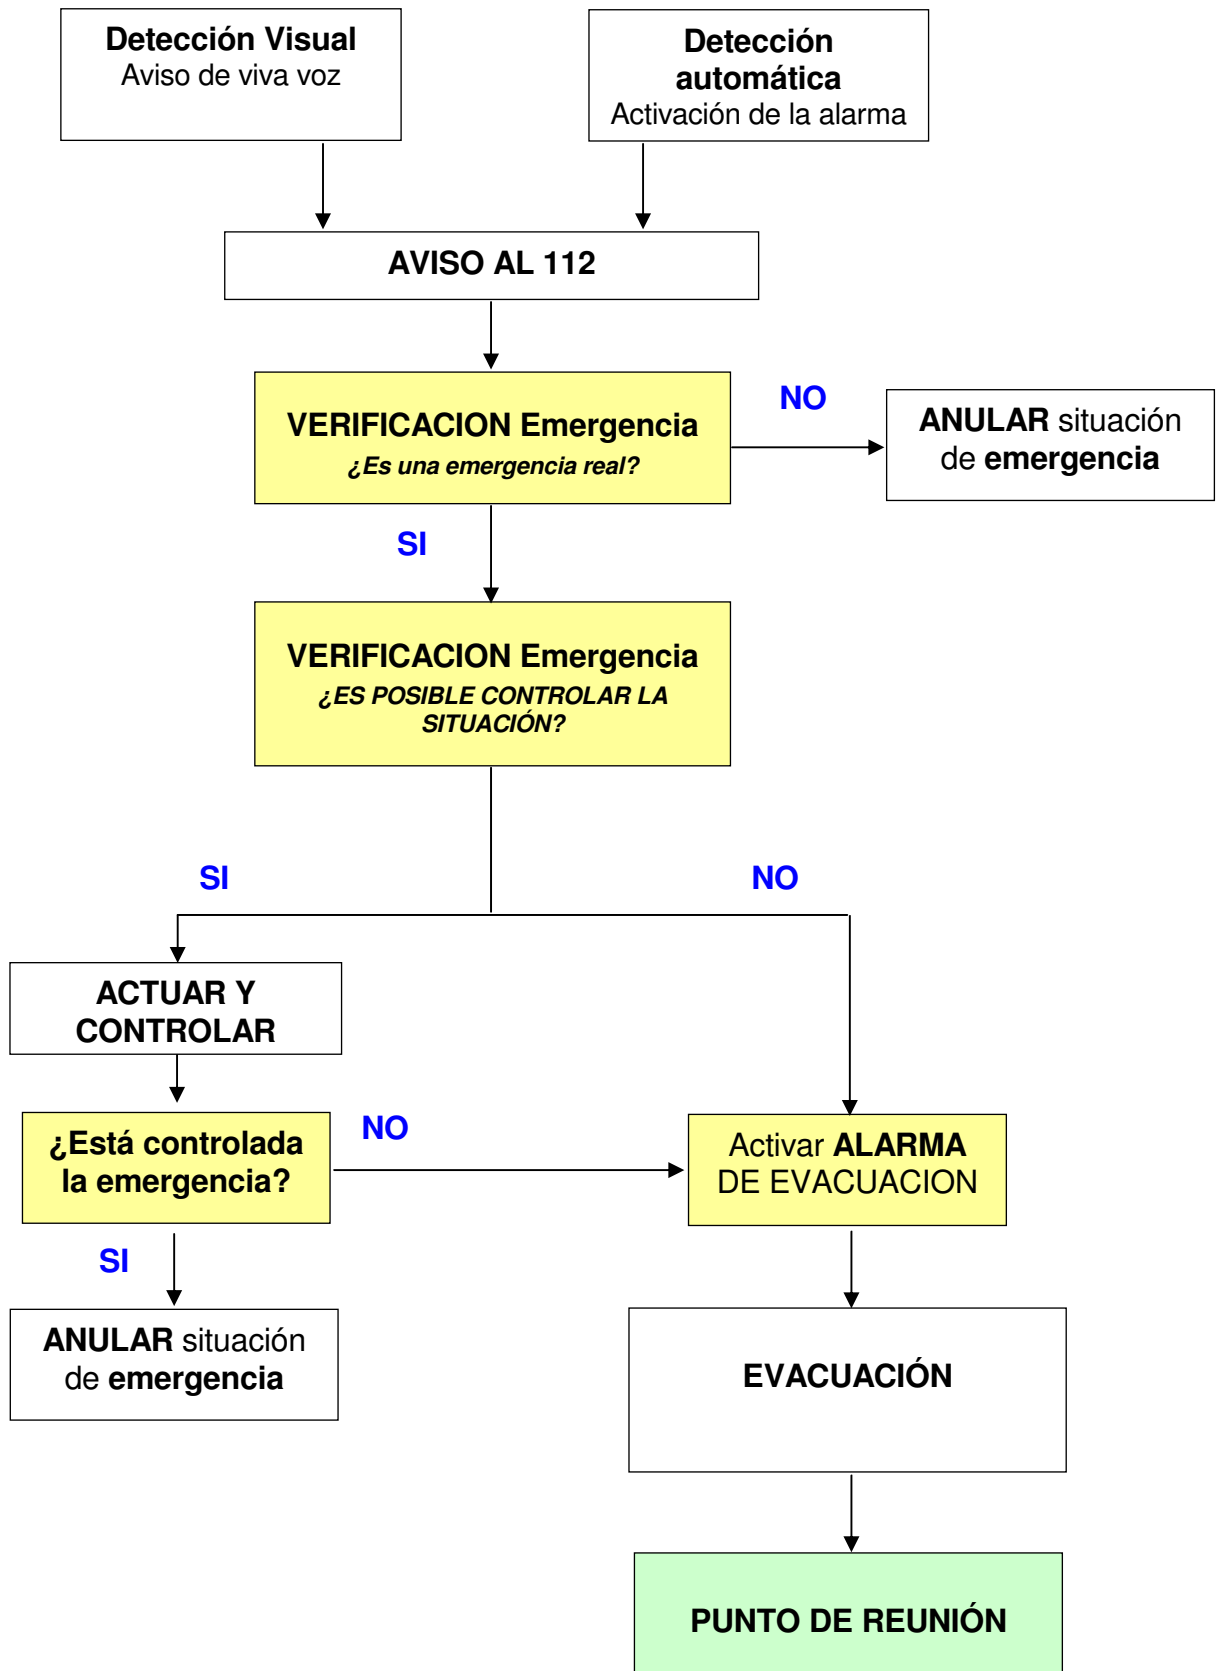 Detección Visual
Aviso de viva voz
Detección
automática
Activación de la alarma
AVISO AL 112
VERIFICACION Emergencia
¿Es una emergencia real?
NO
ANULAR situación
de emergencia
SI
VERIFICACION Emergencia
¿ES POSIBLE CONTROLAR LA
SITUACIÓN?
SI
NO
ACTUAR Y
CONTROLAR
¿Está controlada
la emergencia?
NO
Activar ALARMA
DE EVACUACION
SI
ANULAR situación
de emergencia
EVACUACIÓN
PUNTO DE REUNIÓN